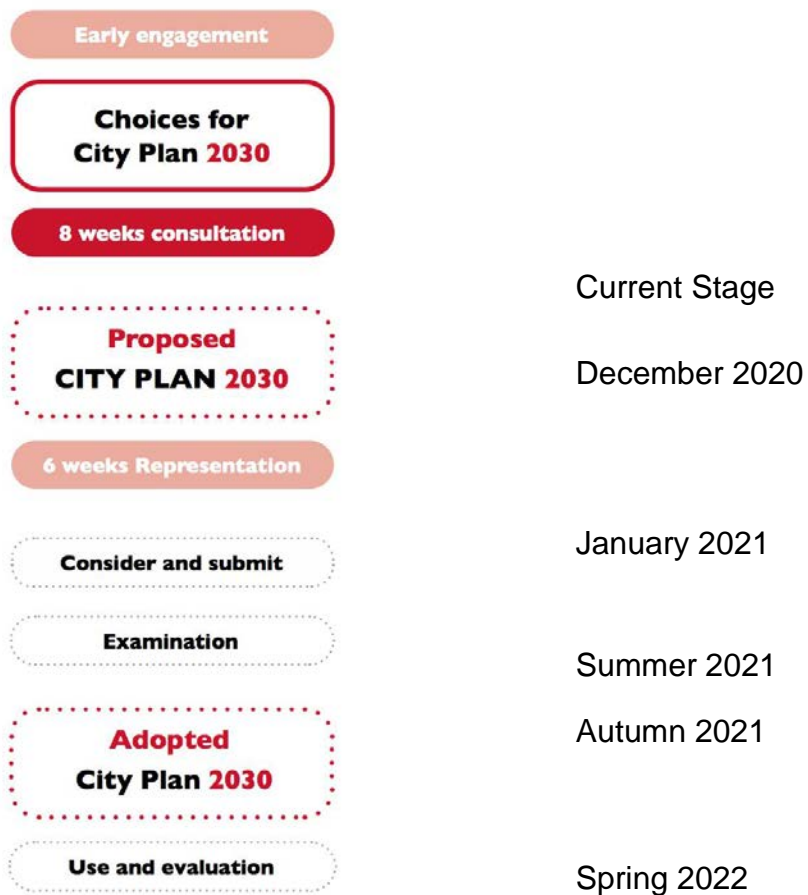 Early engagement
Choices for
City Plan 2030
8 weeks consultation
Current Stage
Proposed
CITY PLAN 2030
December 2020
6 weeks Representation
Consider and submit
January 2021
Examination
Summer 2021
Adopted
City Plan 2030
Autumn 2021
Use and evaluation
Spring 2022